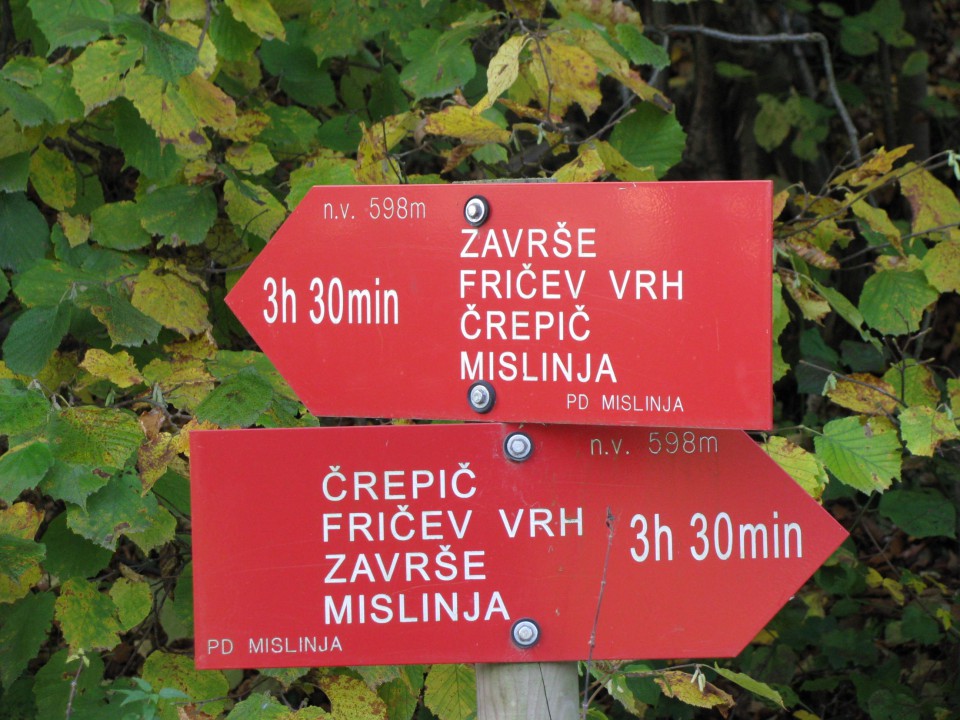 n.v. 598m
ZAVRŠE
FRIČEV VRH
3h 30min
ČREPIČ
MISLINJA
PD MISLINJA
n.v. 598m
ČREPIČ
FRIČEV VRH
3h 30min
ZAVRŠE
MISLINJA
PD MISLINJA